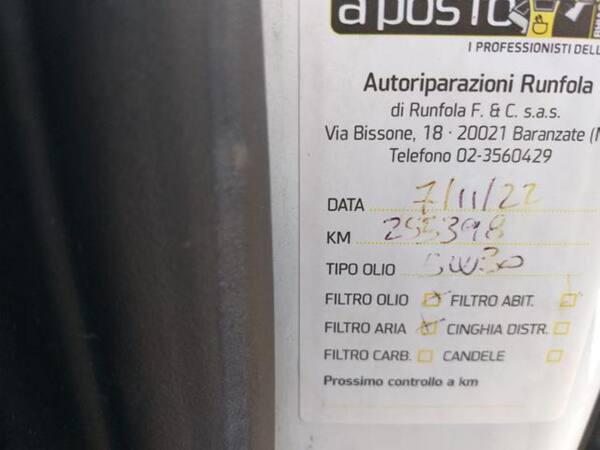 a posto
I PROFESSIONISTI DELL
Autoriparazioni Runfola
di Runfola F. & C. s.a.s.
Via Bissone, 18 - 20021 Baranzate (
Telefono 02-3560429
DATA 7/11/22
KM 255398
TIPO OLIO 5W30
FILTRO OLIO FILTRO ABIT.
FILTRO ARIA CINGHIA DISTR.
FILTRO CARB. CANDELE
Prossimo controllo a km